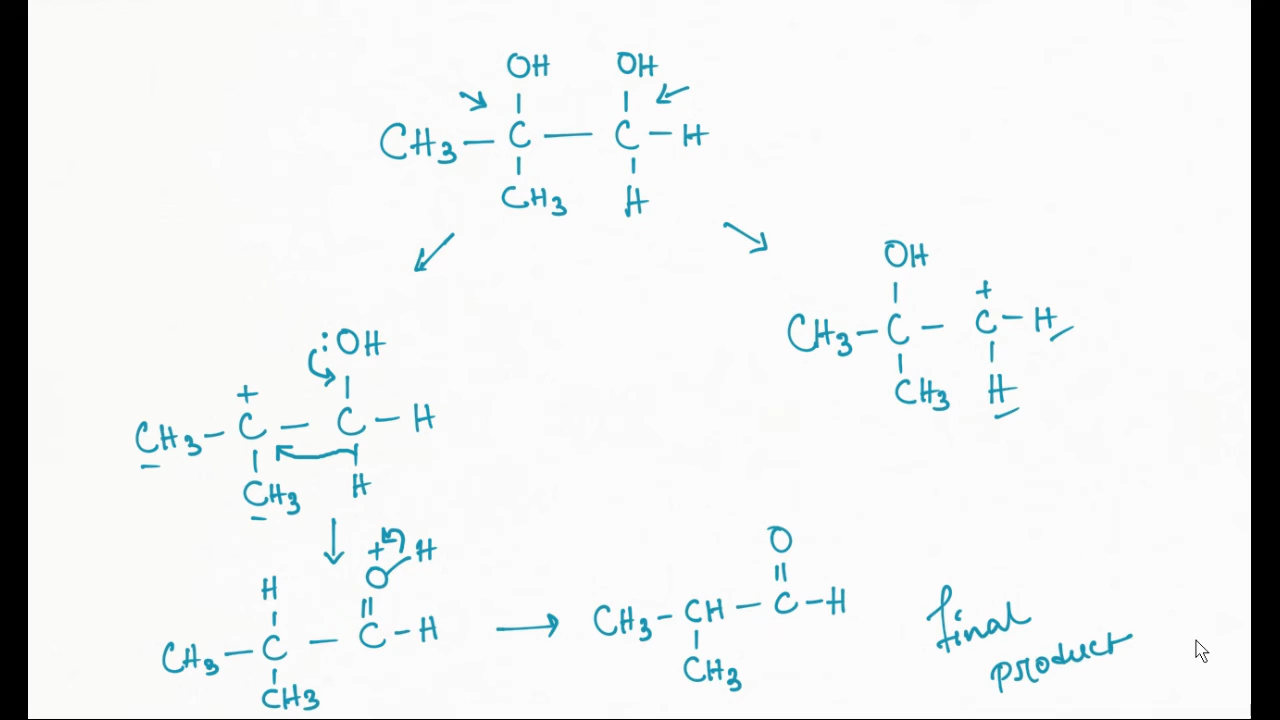 OH OH
CH3 – C — C – H
CH3 H
OH
+
CH3 – C – C – H
CH3 H
:OH
+
CH3 – C – C – H
CH3 H
H + H
O
CH3 – C – C – H
CH3
O
CH3 – CH – C – H
CH3
final
product